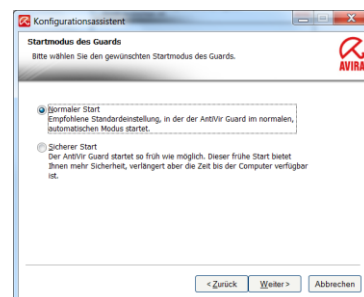 Konfigurationsassistent
Startmodus des Guards
Bitte wählen Sie den gewünschten Startmodus des Guards.
AVIRA
Normaler Start
Empfohlene Standardeinstellung, in der der AntiVir Guard im normalen,
automatischen Modus startet.
Sicherer Start
Der AntiVir Guard startet so früh wie möglich. Dieser frühe Start bietet
Ihnen mehr Sicherheit, verlängert aber die Zeit bis der Computer verfügbar
ist.
< Zurück Weiter > Abbrechen